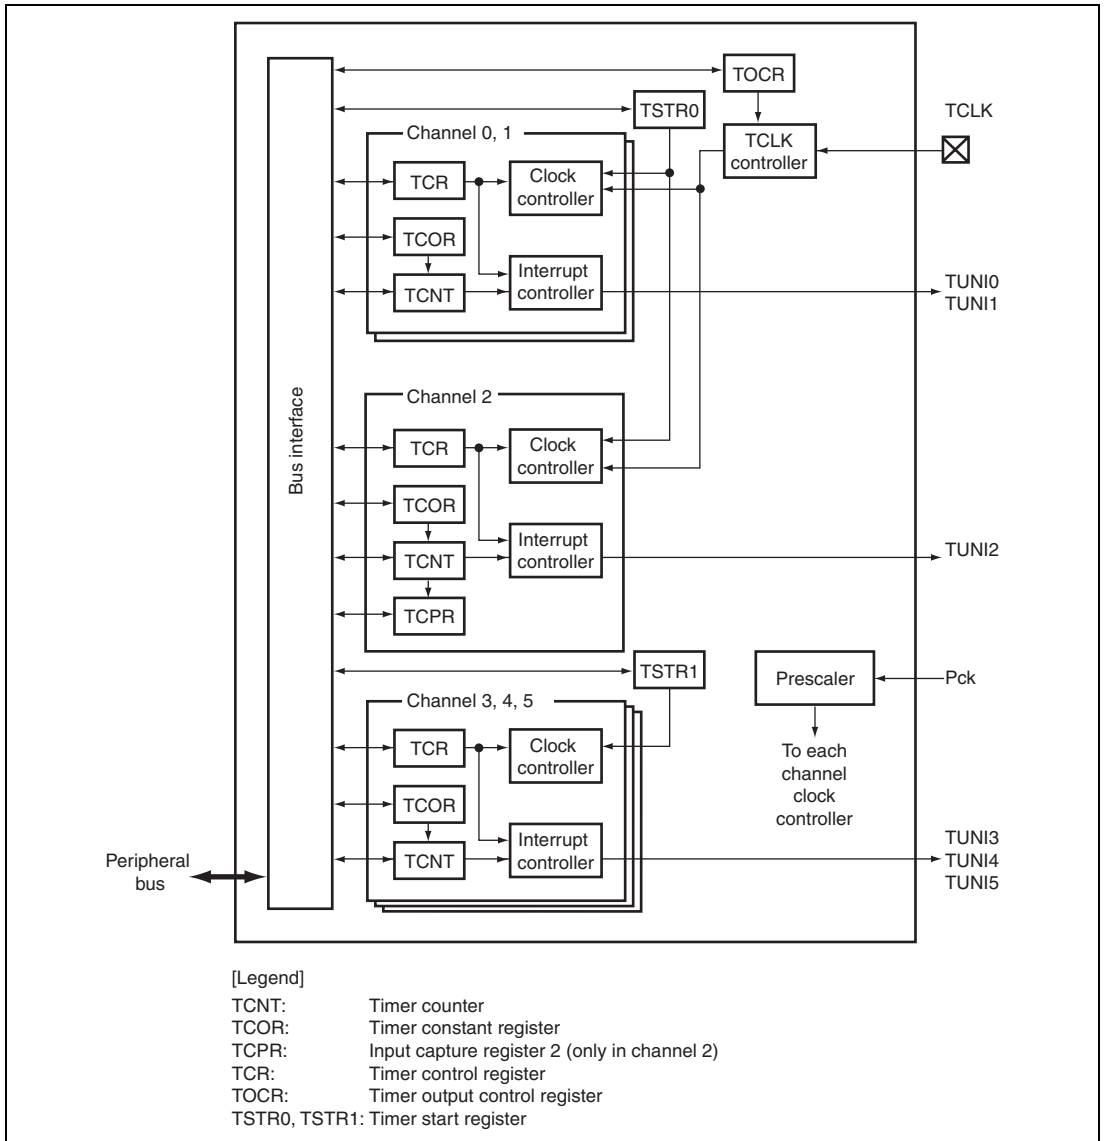 TOCR
TSTR0
TCLK
Channel 0, 1
TCLK
controller
TCR
Clock
controller
TCOR
Interrupt
controller
TCNT
TUNI0
TUNI1
Bus interface
Channel 2
TCR
Clock
controller
TCOR
Interrupt
controller
TCNT
TUNI2
TCPR
TSTR1
Prescaler
Pck
Channel 3, 4, 5
TCR
Clock
controller
To each
channel
clock
controller
TCOR
Interrupt
controller
TCNT
TUNI3
TUNI4
TUNI5
Peripheral
bus
[Legend]
TCNT: Timer counter
TCOR: Timer constant register
TCPR: Input capture register 2 (only in channel 2)
TCR: Timer control register
TOCR: Timer output control register
TSTR0, TSTR1: Timer start register